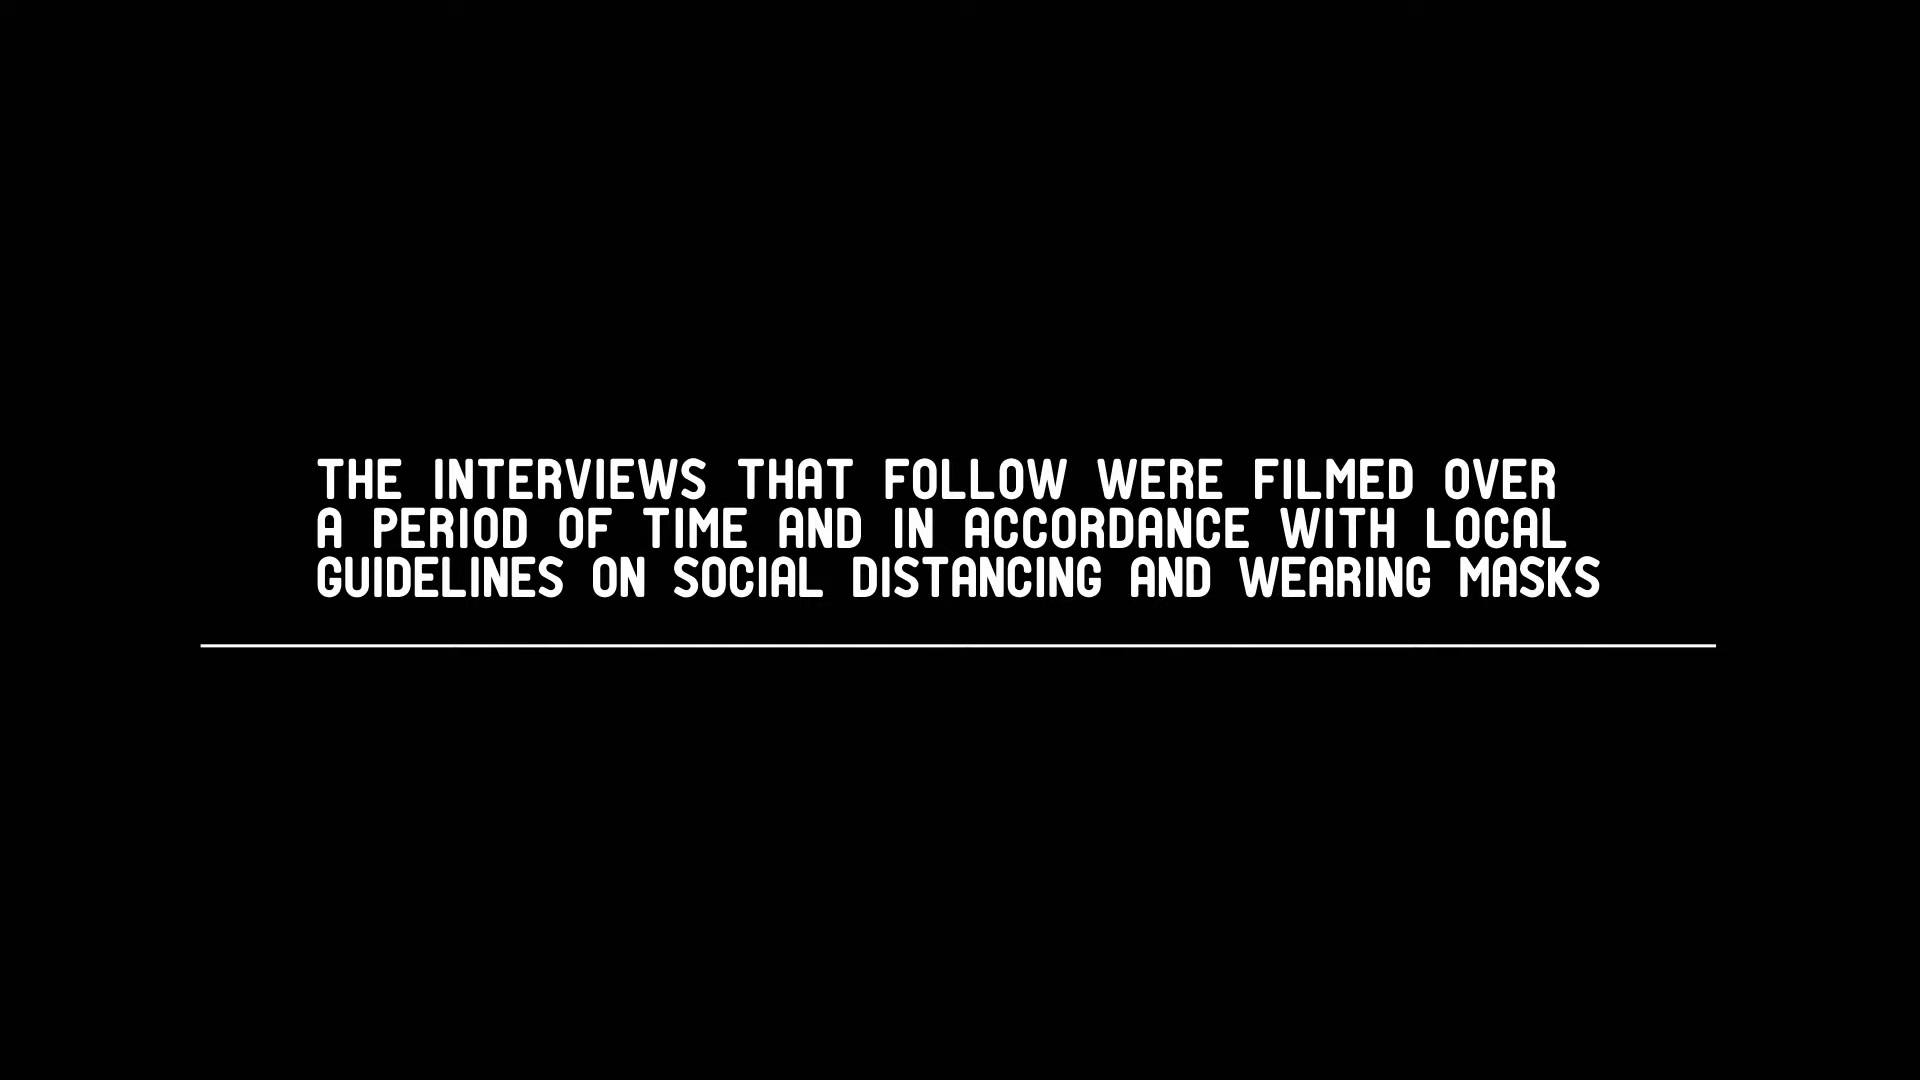 THE INTERVIEWS THAT FOLLOW WERE FILMED OVER
A PERIOD OF TIME AND IN ACCORDANCE WITH LOCAL
GUIDELINES ON SOCIAL DISTANCING AND WEARING MASKS